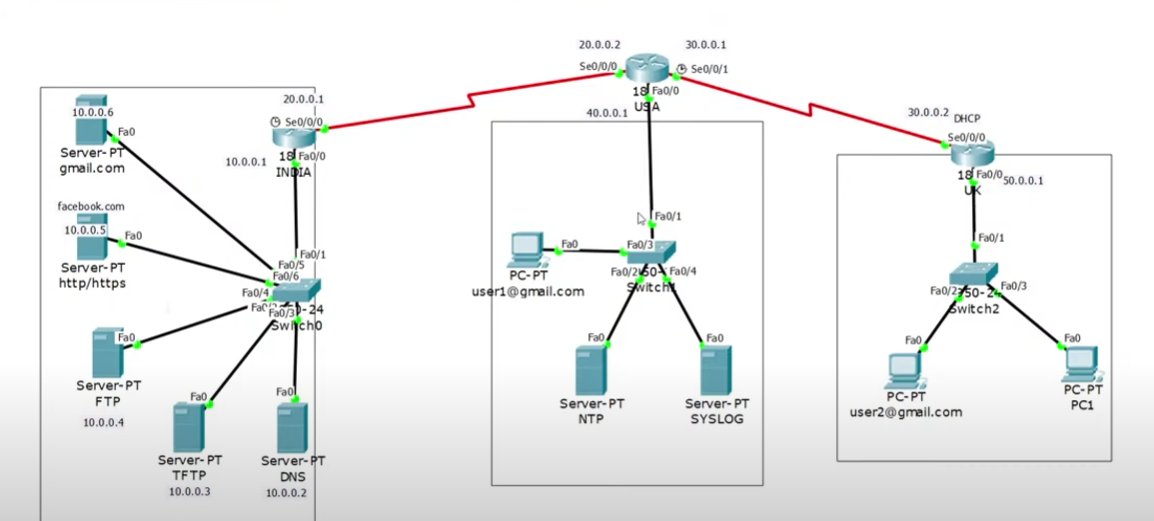 20.0.0.2
30.0.0.1
Se0/0/0
Se0/0/1
18
Fa0/0
USA
40.0.0.1
20.0.0.1
Se0/0/0
10.0.0.1
18
Fa0/0
INDIA
30.0.0.2
DHCP
Se0/0/0
18
Fa0/0
50.0.0.1
UK
10.0.0.6
Fa0
Server-PT
gmail.com
facebook.com
10.0.0.5
Fa0
Server-PT
http/https
Fa0/1
Fa0/5
Fa0/6
Fa0/4
Fa0/3
-24
Switch0
Fa0
Server-PT
FTP
10.0.0.4
Fa0
Server-PT
TFTP
10.0.0.3
Fa0
Server-PT
DNS
10.0.0.2
Fa0/1
Fa0
Fa0/3
PC-PT
user1@gmail.com
Fa0/2
50-
Fa0/4
Switch1
Fa0
Server-PT
NTP
Fa0
Server-PT
SYSLOG
Fa0/1
Fa0/2
50-24
Fa0/3
Switch2
Fa0
PC-PT
user2@gmail.com
Fa0
PC-PT
PC1